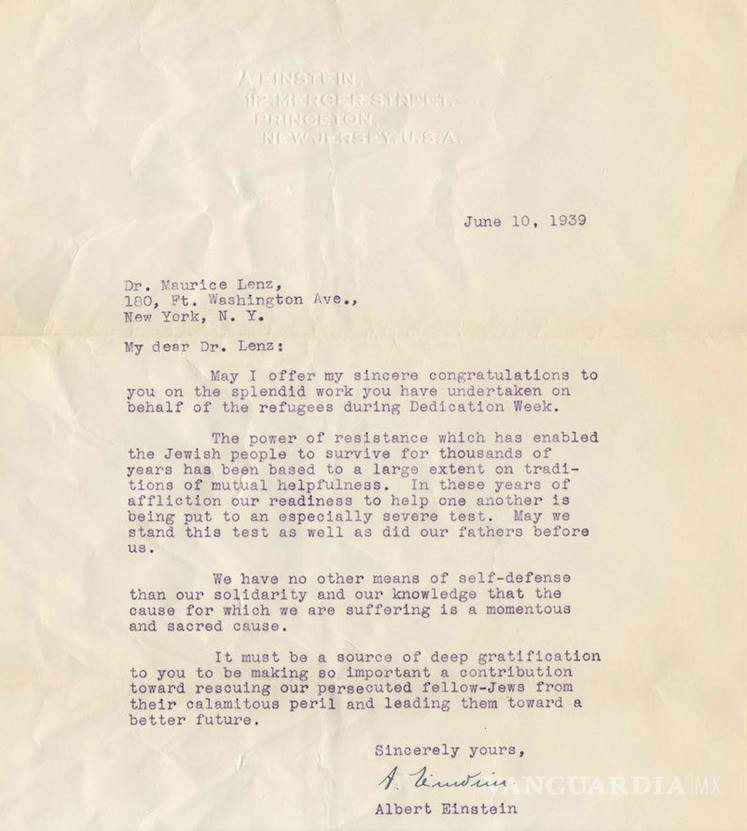 A. EINSTEIN.
112, MERCER STREET.
PRINCETON.
NEW JERSEY. U.S.A.
June 10, 1939
Dr. Maurice Lenz,
180, Ft. Washington Ave.,
New York, N. Y.
My dear Dr. Lenz:
May I offer my sincere congratulations to
you on the splendid work you have undertaken on
behalf of the refugees during Dedication Week.
The power of resistance which has enabled
the Jewish people to survive for thousands of
years has been based to a large extent on tradi-
tions of mutual helpfulness. In these years of
affliction our readiness to help one another is
being put to an especially severe test. May we
stand this test as well as did our fathers before
us.
We have no other means of self-defense
than our solidarity and our knowledge that the
cause for which we are suffering is a momentous
and sacred cause.
It must be a source of deep gratification
to you to be making so important a contribution
toward rescuing our persecuted fellow-Jews from
their calamitous peril and leading them toward a
better future.
Sincerely yours,
A. Einstein
VANGUARDIA|MX
Albert Einstein